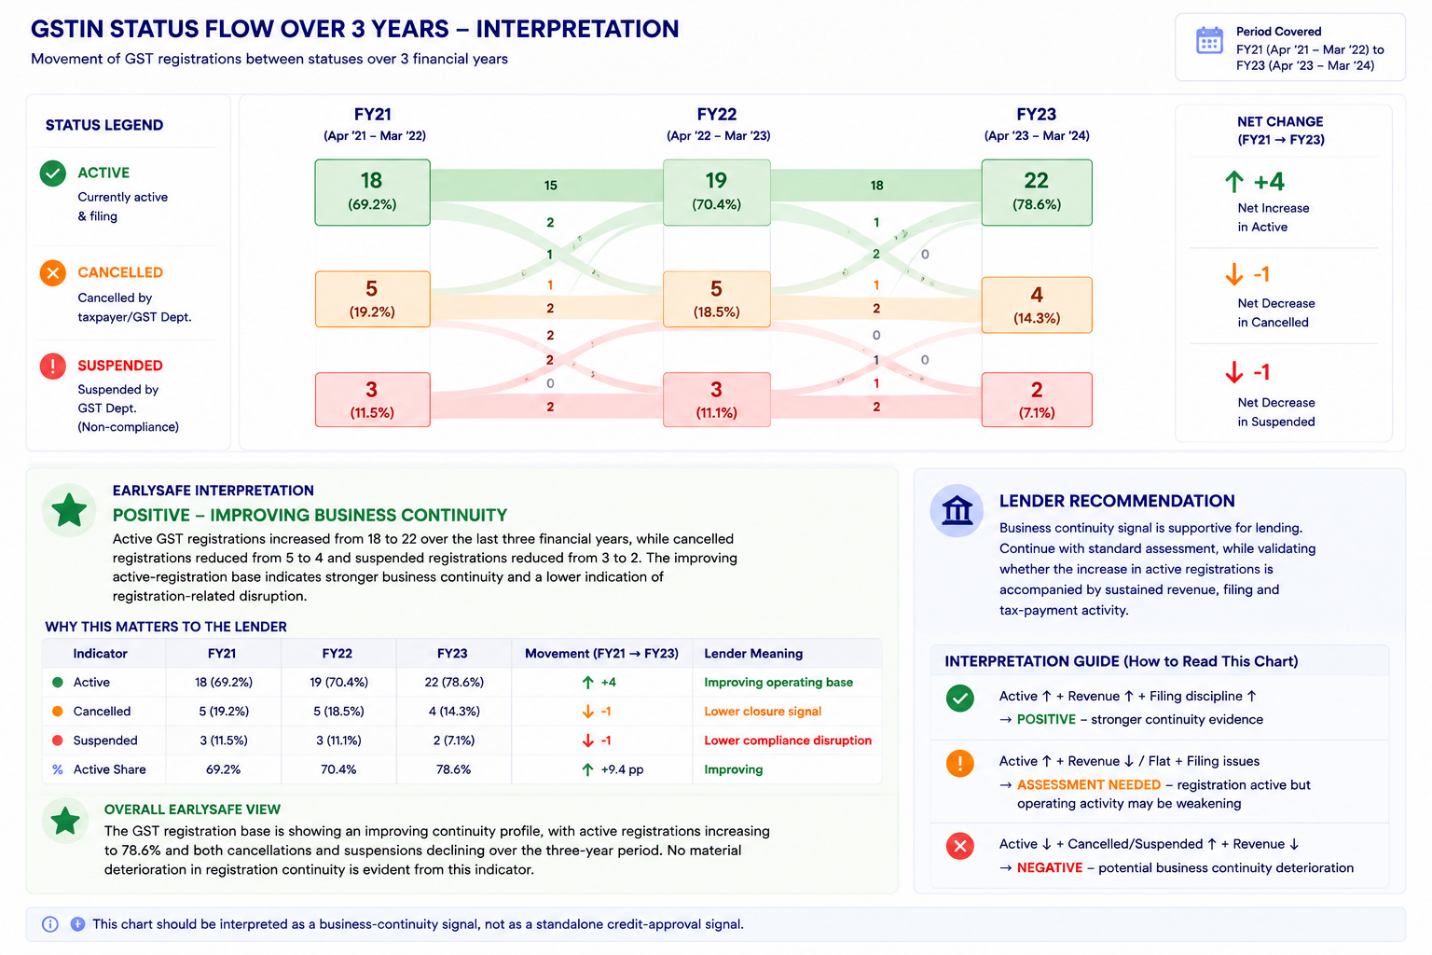 GSTIN STATUS FLOW OVER 3 YEARS – INTERPRETATION
Movement of GST registrations between statuses over 3 financial years
Period Covered
FY21 (Apr '21 – Mar '22) to
FY23 (Apr '23 – Mar '24)
STATUS LEGEND
ACTIVE
Currently active
& filing
CANCELLED
Cancelled by
taxpayer/GST Dept.
SUSPENDED
Suspended by
GST Dept.
(Non-compliance)
FY21
(Apr '21 – Mar '22)
FY22
(Apr '22 – Mar '23)
FY23
(Apr '23 – Mar '24)
18
(69.2%)
5
(19.2%)
3
(11.5%)
15
2
1
1
2
2
2
0
2
19
(70.4%)
5
(18.5%)
3
(11.1%)
18
1
2
0
1
2
0
1
0
1
2
22
(78.6%)
4
(14.3%)
2
(7.1%)
NET CHANGE
(FY21 → FY23)
↑ +4
Net Increase
in Active
↓ -1
Net Decrease
in Cancelled
↓ -1
Net Decrease
in Suspended
EARLYSAFE INTERPRETATION
POSITIVE – IMPROVING BUSINESS CONTINUITY
Active GST registrations increased from 18 to 22 over the last three financial years, while cancelled
registrations reduced from 5 to 4 and suspended registrations reduced from 3 to 2. The improving
active-registration base indicates stronger business continuity and a lower indication of
registration-related disruption.
WHY THIS MATTERS TO THE LENDER
Indicator FY21 FY22 FY23 Movement (FY21 → FY23) Lender Meaning
Active 18 (69.2%) 19 (70.4%) 22 (78.6%) ↑ +4 Improving operating base
Cancelled 5 (19.2%) 5 (18.5%) 4 (14.3%) ↓ -1 Lower closure signal
Suspended 3 (11.5%) 3 (11.1%) 2 (7.1%) ↓ -1 Lower compliance disruption
% Active Share 69.2% 70.4% 78.6% ↑ +9.4 pp Improving
OVERALL EARLYSAFE VIEW
The GST registration base is showing an improving continuity profile, with active registrations increasing
to 78.6% and both cancellations and suspensions declining over the three-year period. No material
deterioration in registration continuity is evident from this indicator.
LENDER RECOMMENDATION
Business continuity signal is supportive for lending.
Continue with standard assessment, while validating
whether the increase in active registrations is
accompanied by sustained revenue, filing and
tax-payment activity.
INTERPRETATION GUIDE (How to Read This Chart)
Active ↑ + Revenue ↑ + Filing discipline ↑
→ POSITIVE – stronger continuity evidence
Active ↑ + Revenue ↓ / Flat + Filing issues
→ ASSESSMENT NEEDED – registration active but
operating activity may be weakening
Active ↓ + Cancelled/Suspended ↑ + Revenue ↓
→ NEGATIVE – potential business continuity deterioration
This chart should be interpreted as a business-continuity signal, not as a standalone credit-approval signal.